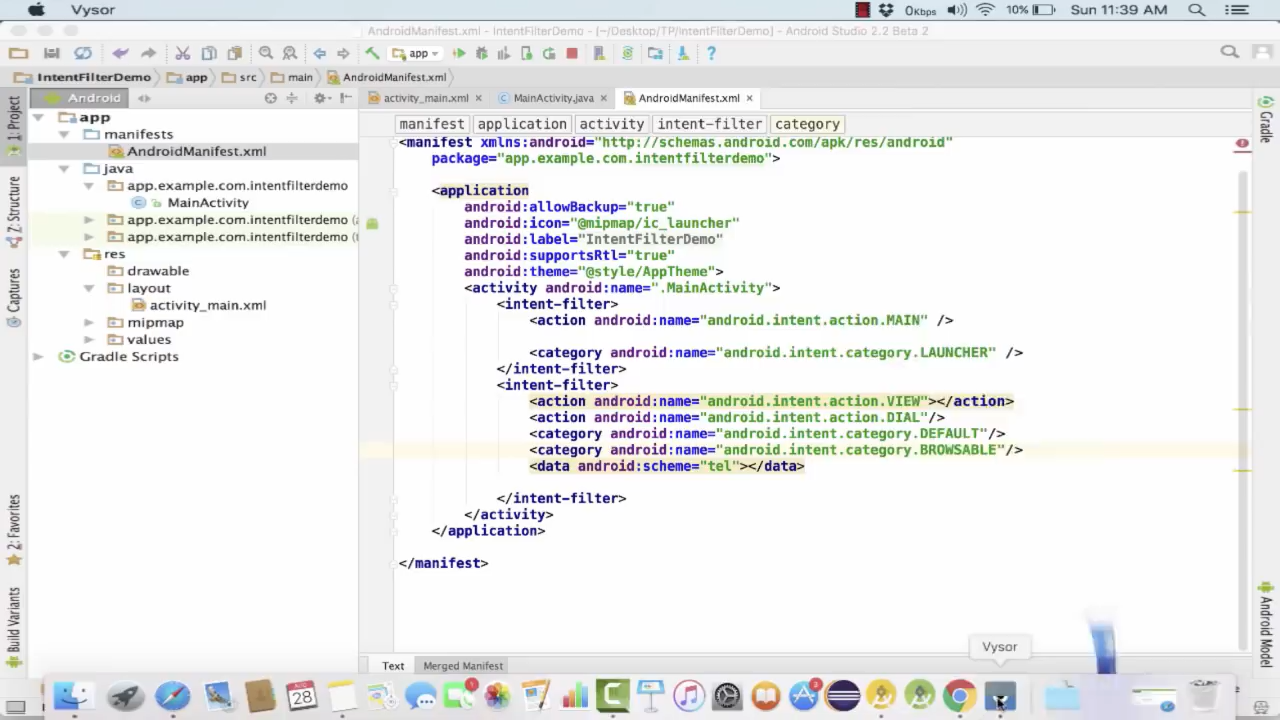 Vysor
0Kbps
10%
Sun 11:39 AM
AndroidManifest.xml - IntentFilterDemo - [~/Desktop/TP/IntentFilterDemo] - Android Studio 2.2 Beta 2
app
IntentFilterDemo
app
src
main
AndroidManifest.xml
Android
activity_main.xml
MainActivity.java
AndroidManifest.xml
manifest
application
activity
intent-filter
category
1: Project
Z: Structure
Captures
2: Favorites
Build Variants
app
manifests
AndroidManifest.xml
java
app.example.com.intentfilterdemo
MainActivity
app.example.com.intentfilterdemo (
app.example.com.intentfilterdemo (
res
drawable
layout
activity_main.xml
mipmap
values
Gradle Scripts
<manifest xmlns:android="http://schemas.android.com/apk/res/android"
package="app.example.com.intentfilterdemo">
<application
android:allowBackup="true"
android:icon="@mipmap/ic_launcher"
android:label="IntentFilterDemo"
android:supportsRtl="true"
android:theme="@style/AppTheme">
<activity android:name=".MainActivity">
<intent-filter>
<action android:name="android.intent.action.MAIN" />
<category android:name="android.intent.category.LAUNCHER" />
</intent-filter>
<intent-filter>
<action android:name="android.intent.action.VIEW"></action>
<action android:name="android.intent.action.DIAL"/>
<category android:name="android.intent.category.DEFAULT"/>
<category android:name="android.intent.category.BROWSABLE"/>
<data android:scheme="tel"></data>
</intent-filter>
</activity>
</application>
</manifest>
Gradle
Android Model
Text
Merged Manifest
Vysor
AUG
28
1
3